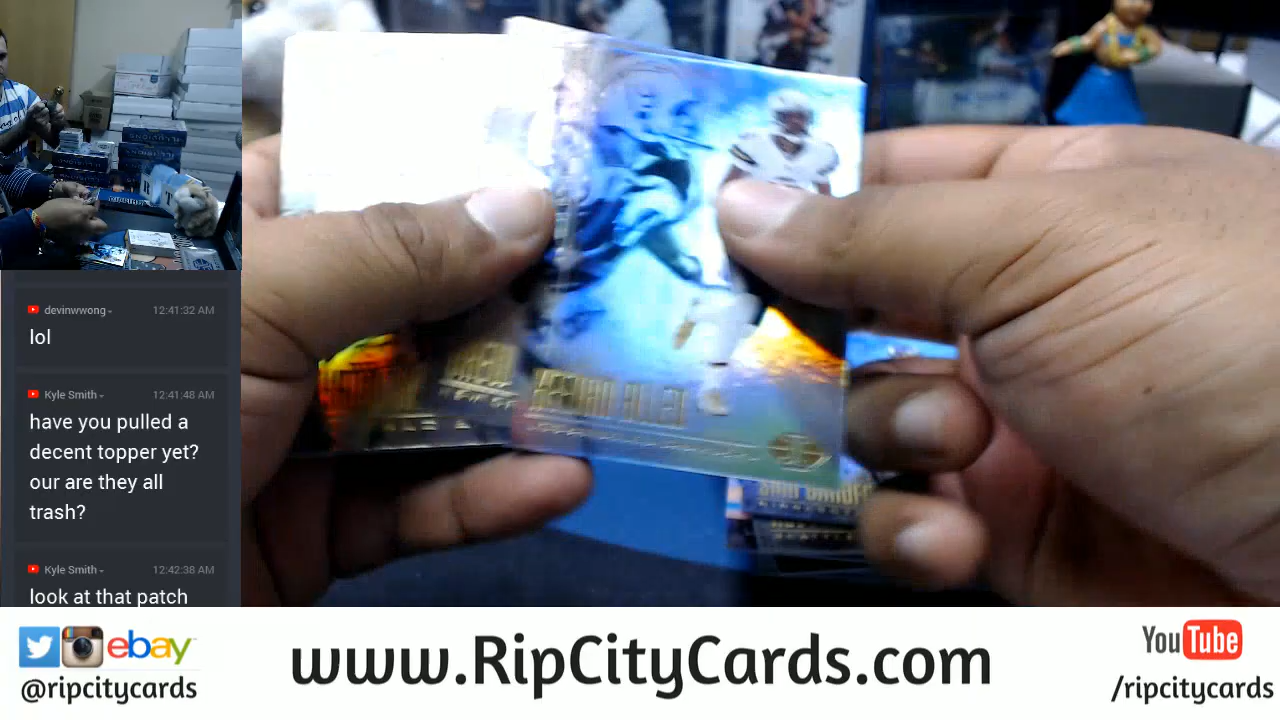 devinwwong
12:41:32 AM
lol
Kyle Smith
12:41:48 AM
have you pulled a
decent topper yet?
our are they all
trash?
Kyle Smith
12:42:38 AM
look at that patch
ebay
@ripcitycards
www.RipCityCards.com
YouTube
/ripcitycards